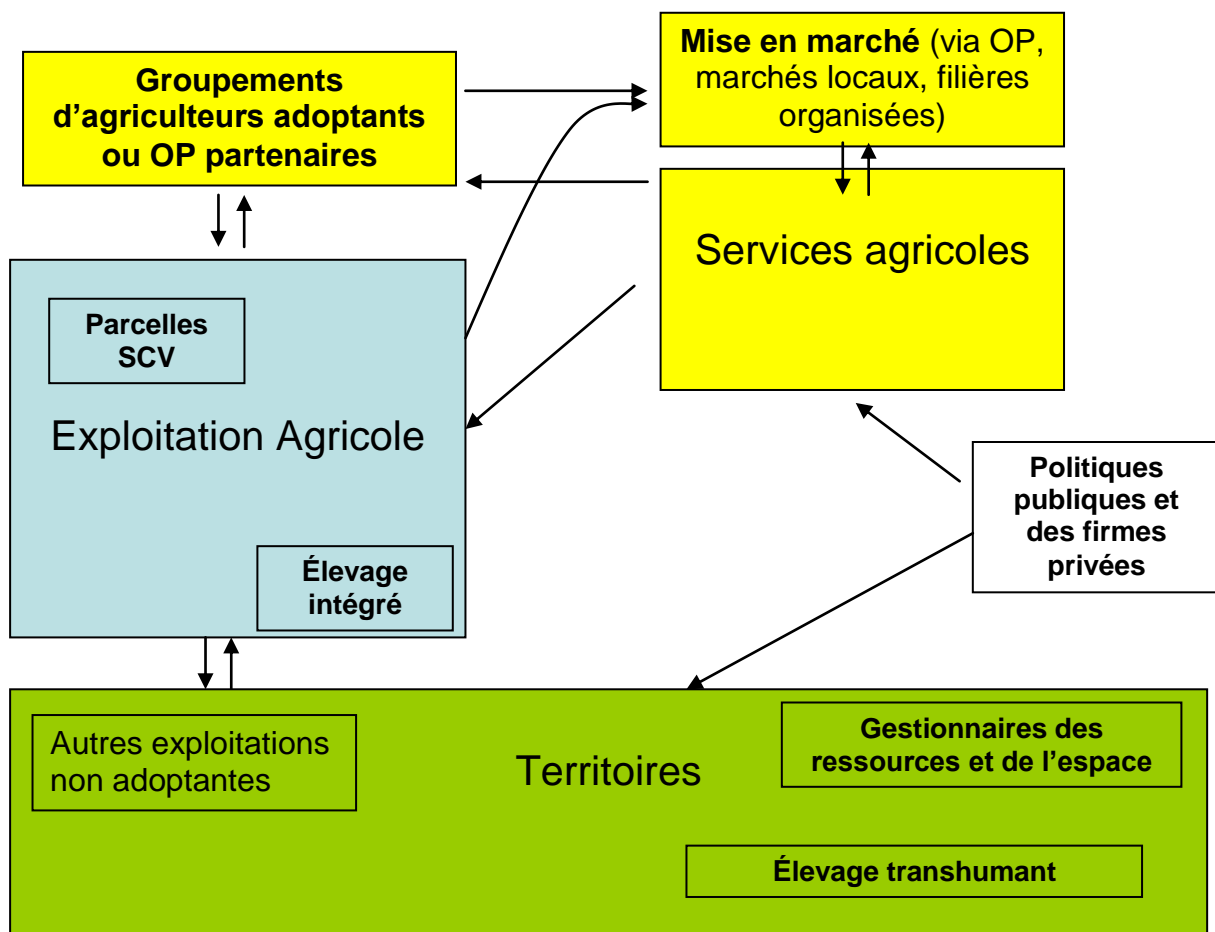 Groupements
d’agriculteurs adoptants
ou OP partenaires
Mise en marché (via OP,
marchés locaux, filières
organisées)
Services agricoles
Parcelles
SCV
Exploitation Agricole
Élevage
intégré
Politiques
publiques et
des firmes
privées
Autres exploitations
non adoptantes
Territoires
Gestionnaires des
ressources et de l’espace
Élevage transhumant